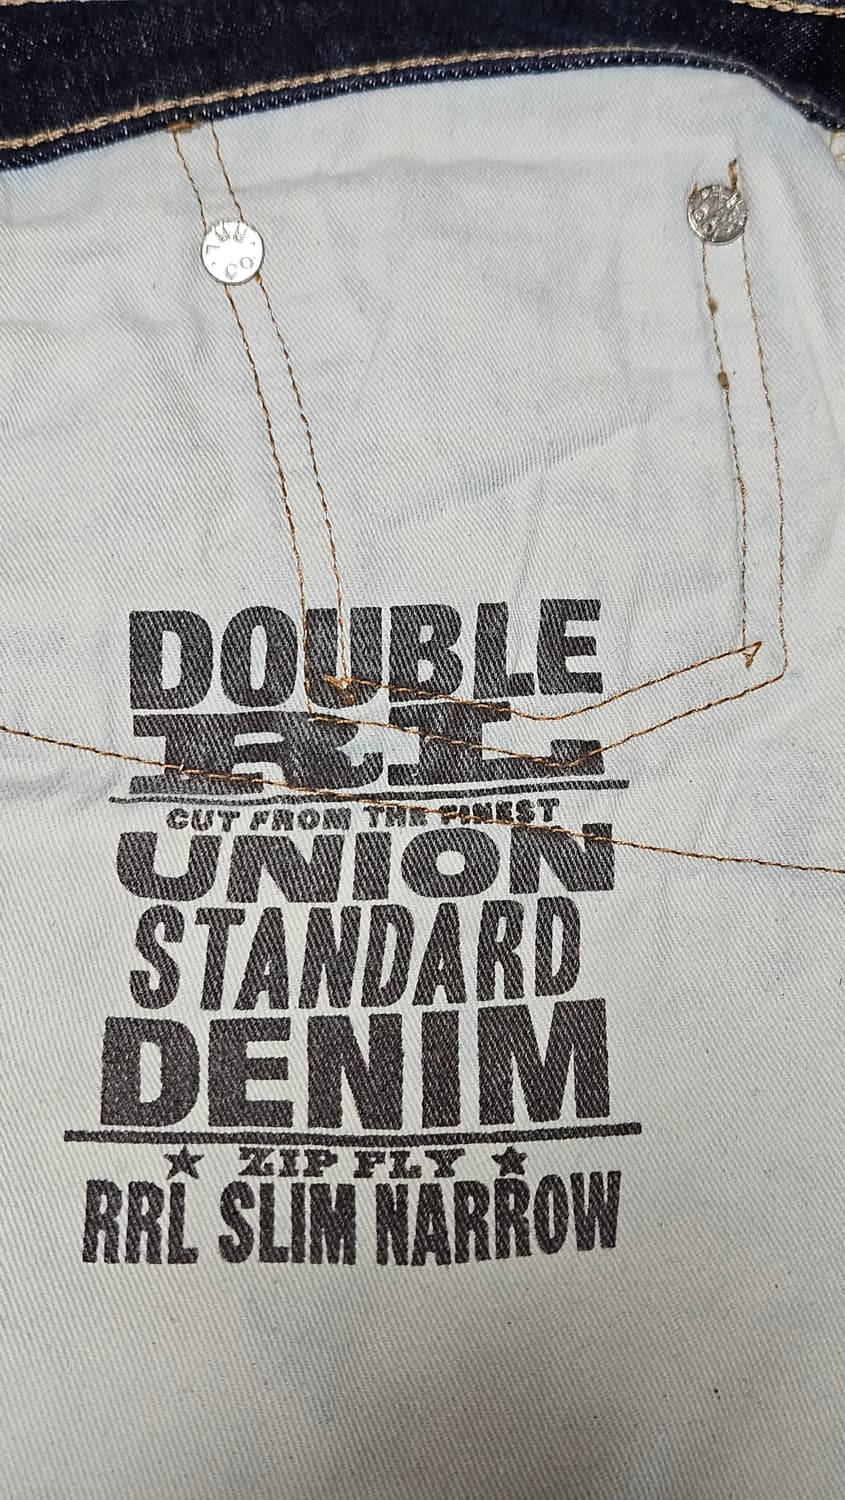 DOUBLE
RL
CUT FROM THE FINEST
UNION
STANDARD
DENIM
★ ZIP FLY ★
RRL SLIM NARROW